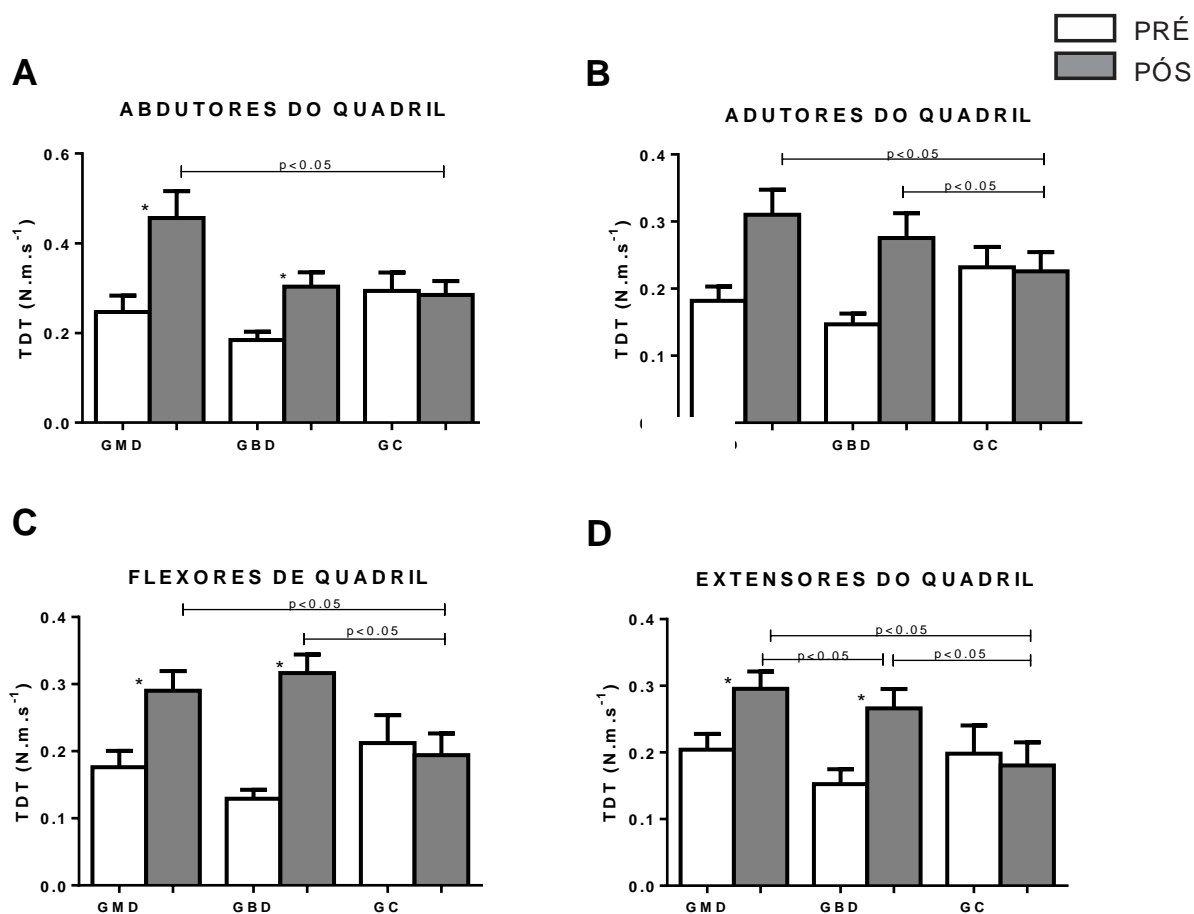 PRÉ
PÓS
A
ABDUTORES DO QUADRIL
p<0.05
0.6
0.4
0.2
0.0
TDT (N.m.s-1)
*
*
GMD GBD GC
B
ADUTORES DO QUADRIL
p<0.05
p<0.05
0.4
0.3
0.2
0.1
TDT (N.m.s-1)
GBD GC
C
FLEXORES DE QUADRIL
p<0.05
p<0.05
0.4
0.3
0.2
0.1
0.0
TDT (N.m.s-1)
*
*
GMD GBD GC
D
EXTENSORES DO QUADRIL
p<0.05
p<0.05 p<0.05
0.4
0.3
0.2
0.1
0.0
TDT (N.m.s-1)
*
*
GMD GBD GC